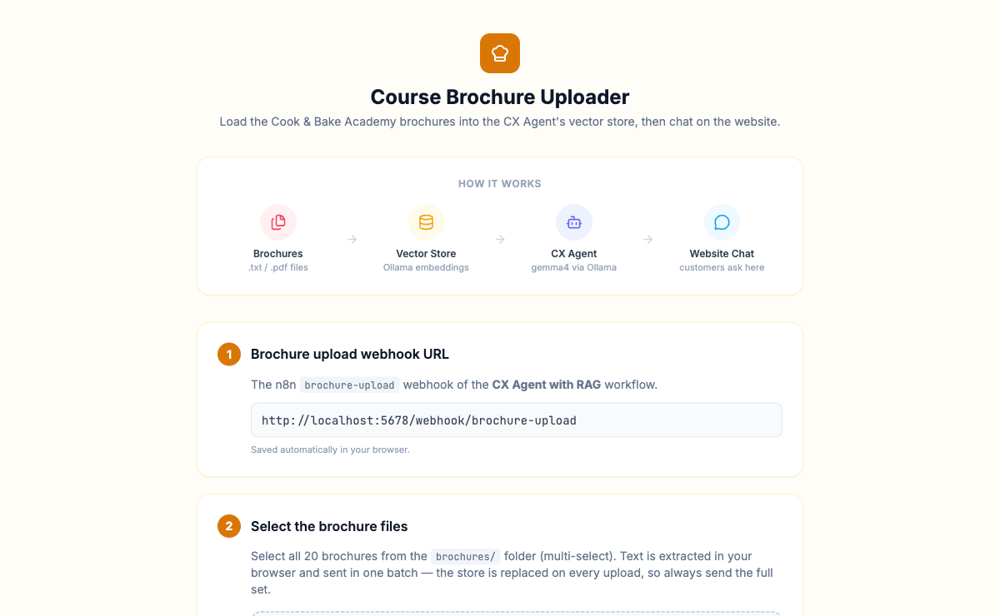 Course Brochure Uploader
Load the Cook & Bake Academy brochures into the CX Agent's vector store, then chat on the website.
HOW IT WORKS
Brochures
.txt / .pdf files
Vector Store
Ollama embeddings
CX Agent
gemma4 via Ollama
Website Chat
customers ask here
1
Brochure upload webhook URL
The n8n brochure-upload webhook of the CX Agent with RAG workflow.
http://localhost:5678/webhook/brochure-upload
Saved automatically in your browser.
2
Select the brochure files
Select all 20 brochures from the brochures/ folder (multi-select). Text is extracted in your
browser and sent in one batch — the store is replaced on every upload, so always send the full
set.